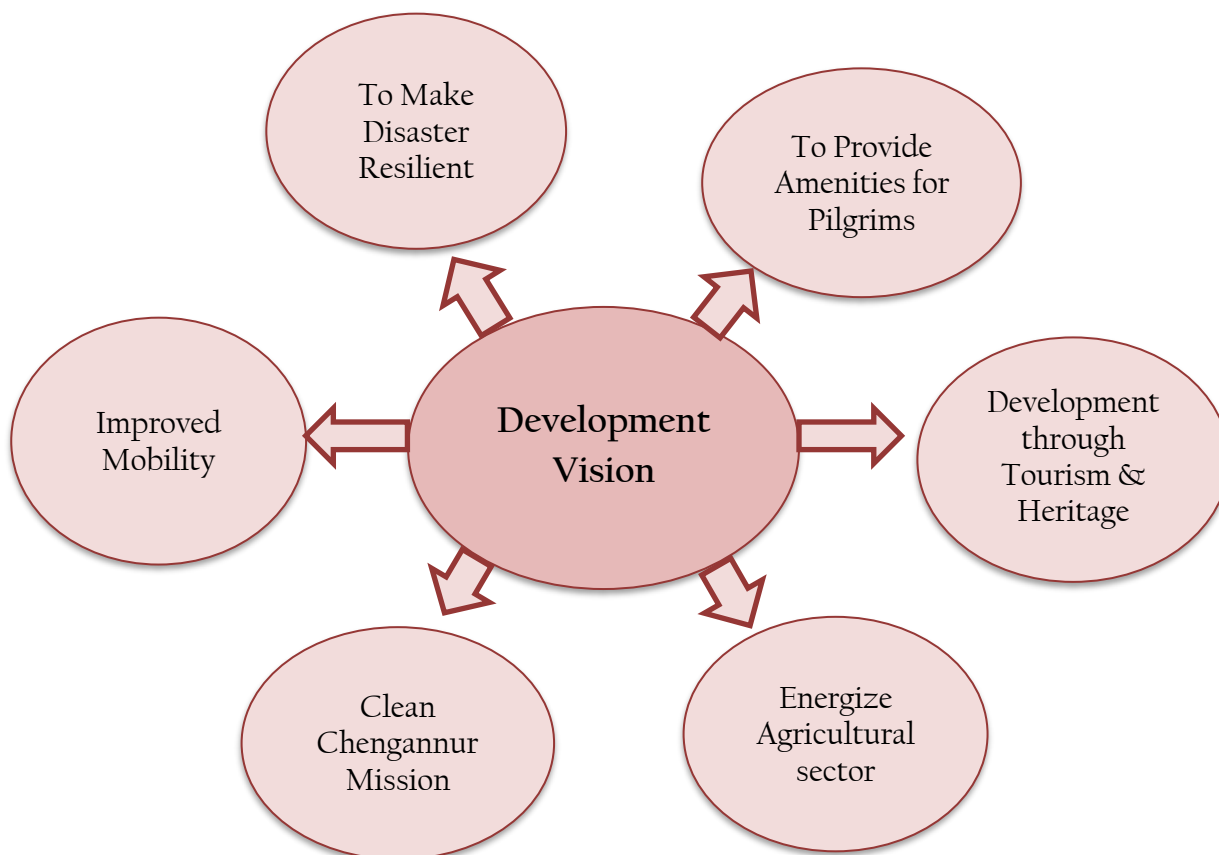 To Make
Disaster
Resilient
To Provide
Amenities for
Pilgrims
Development
Vision
Improved
Mobility
Development
through
Tourism &
Heritage
Clean
Chengannur
Mission
Energize
Agricultural
sector